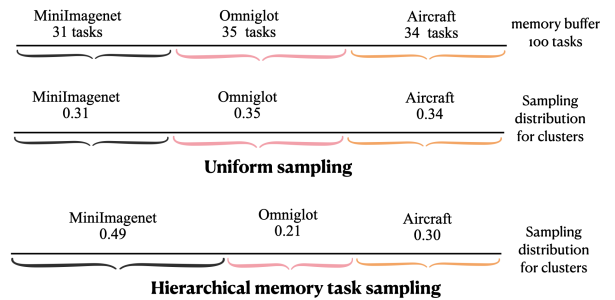 MiniImagenet Omniglot Aircraft memory buffer
31 tasks 35 tasks 34 tasks 100 tasks
MiniImagenet Omniglot Aircraft Sampling
0.31 0.35 0.34 distribution
for clusters
Uniform sampling
MiniImagenet Omniglot Aircraft Sampling
0.49 0.21 0.30 distribution
for clusters
Hierarchical memory task sampling